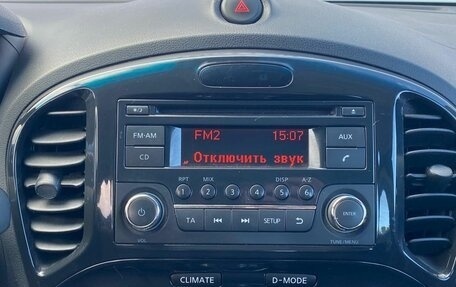 FM-AM
FM2 15:07
AUX
CD
Отключить звук
RPT MIX DISP A-Z
1 2 3 4 5 6
TA
SETUP
ENTER
VOL
TUNE/MENU
CLIMATE D-MODE